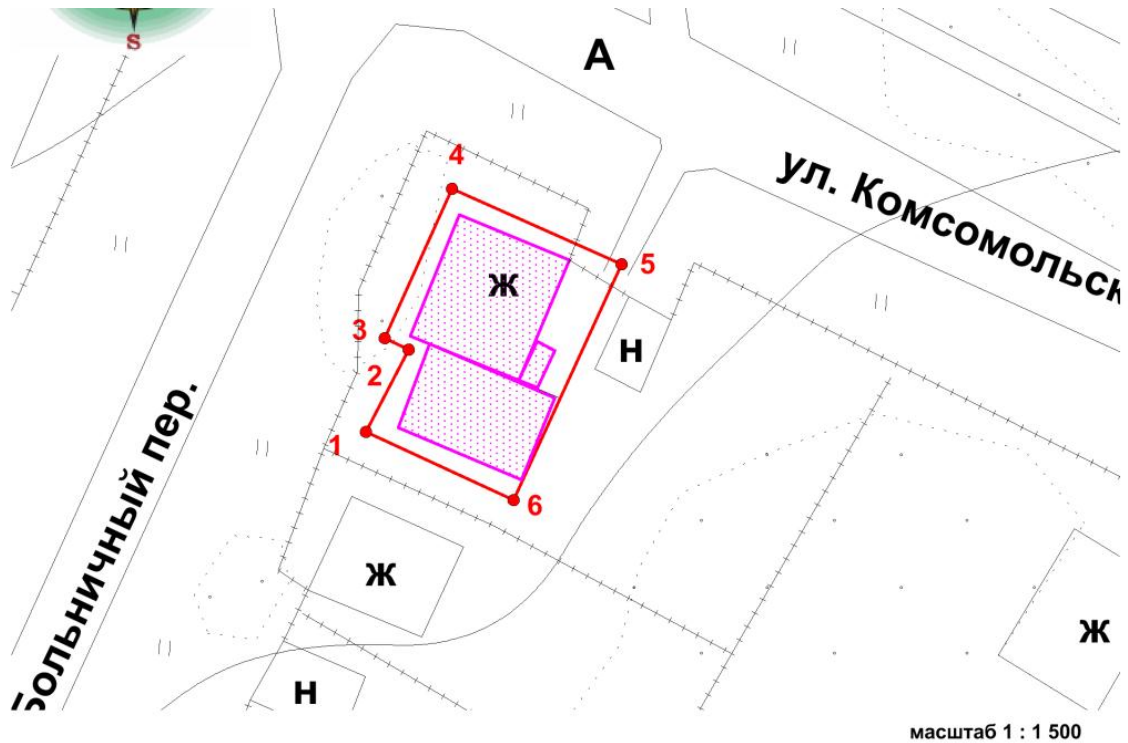 S
А
ул. Комсомольск
4
5
ж
3
н
2
1
6
Больничный пер.
ж
ж
н
масштаб 1 : 1 500